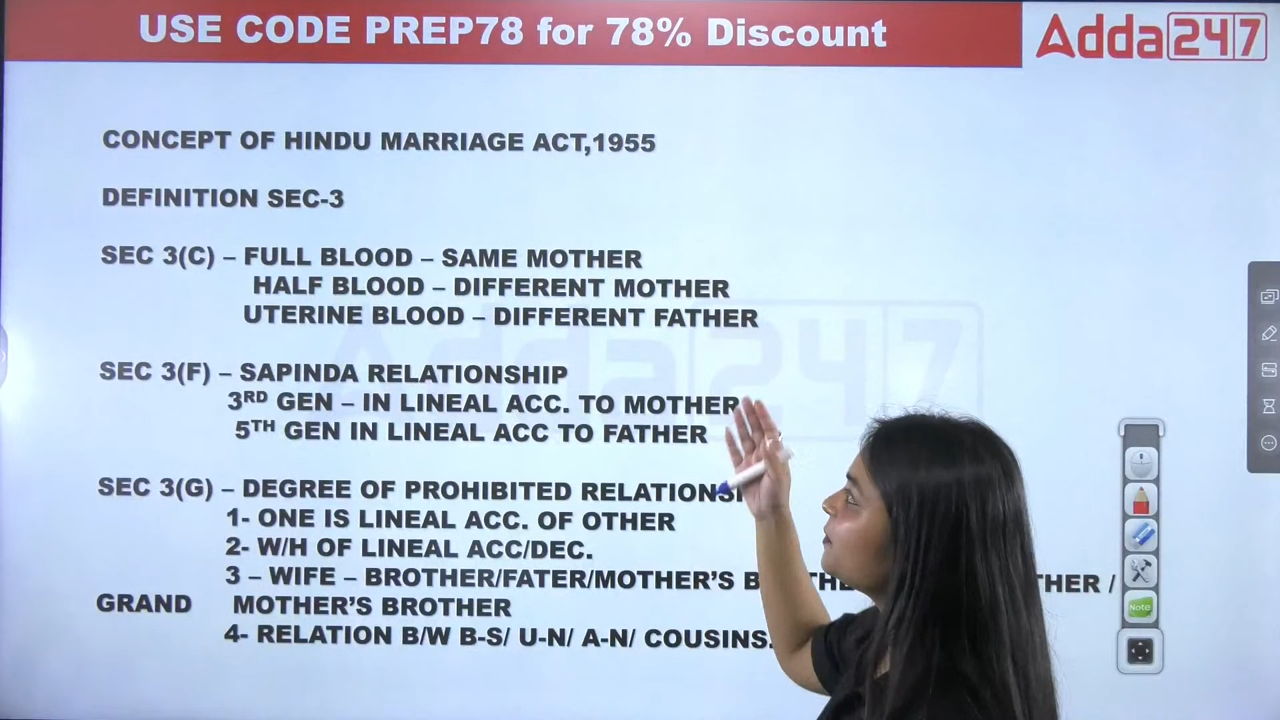 USE CODE PREP78 for 78% Discount
Adda247
CONCEPT OF HINDU MARRIAGE ACT,1955
DEFINITION SEC-3
SEC 3(C) – FULL BLOOD – SAME MOTHER
HALF BLOOD – DIFFERENT MOTHER
UTERINE BLOOD – DIFFERENT FATHER
SEC 3(F) – SAPINDA RELATIONSHIP
3RD GEN – IN LINEAL ACC. TO MOTHER
5TH GEN IN LINEAL ACC TO FATHER
SEC 3(G) – DEGREE OF PROHIBITED
1- ONE IS LINEAL ACC. OF OTHER
2- W/H OF LINEAL ACC/DEC.
3 – WIFE – BROTHER/FATER/MOTHER’S /
GRAND MOTHER’S BROTHER
4- RELATION B/W B-S/ U-N/ A-N/ COUSINS.
Note
Adda247